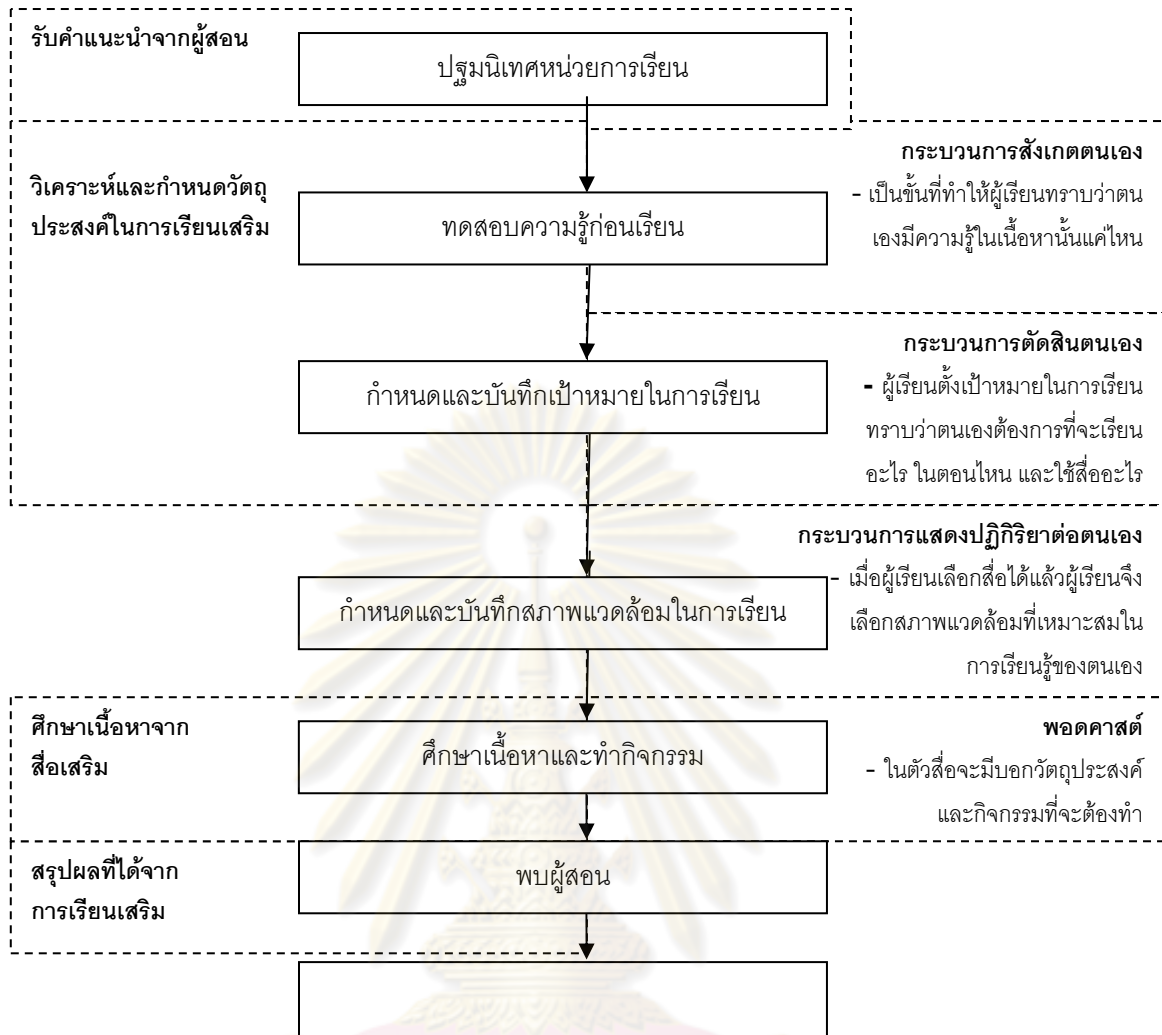 รับคำแนะนำจากผู้สอน
ปฐมนิเทศหน่วยการเรียน
วิเคราะห์และกำหนดวัตถุ
ประสงค์ในการเรียนเสริม
ทดสอบความรู้ก่อนเรียน
กระบวนการสังเกตตนเอง
- เป็นขั้นที่ทำให้ผู้เรียนทราบว่าตน
เองมีความรู้ในเนื้อหานั้นแค่ไหน
กำหนดและบันทึกเป้าหมายในการเรียน
กระบวนการตัดสินตนเอง
- ผู้เรียนตั้งเป้าหมายในการเรียน
ทราบว่าตนเองต้องการที่จะเรียน
อะไร ในตอนไหน และใช้สื่ออะไร
กำหนดและบันทึกสภาพแวดล้อมในการเรียน
กระบวนการแสดงปฏิกิริยาต่อตนเอง
- เมื่อผู้เรียนเลือกสื่อได้แล้วผู้เรียนจึง
เลือกสภาพแวดล้อมที่เหมาะสมใน
การเรียนรู้ของตนเอง
ศึกษาเนื้อหาจาก
สื่อเสริม
ศึกษาเนื้อหาและทำกิจกรรม
พอดคาสต์
- ในตัวสื่อจะมีบอกวัตถุประสงค์
และกิจกรรมที่จะต้องทำ
สรุปผลที่ได้จาก
การเรียนเสริม
พบผู้สอน